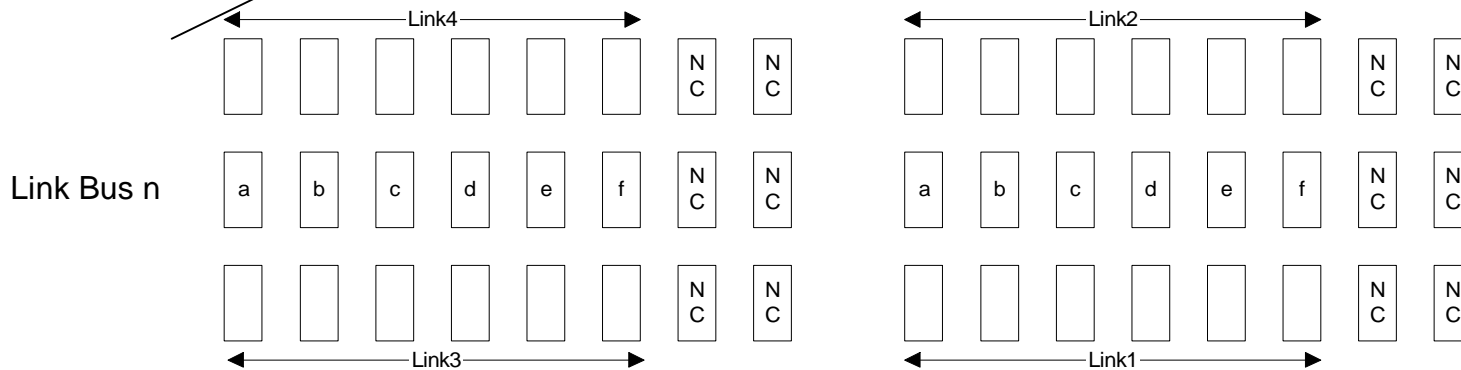 Link4 Link2
N C N C N C N C
Link Bus n a b c d e f N C N C a b c d e f N C N C
N C N C N C N C
Link3 Link1